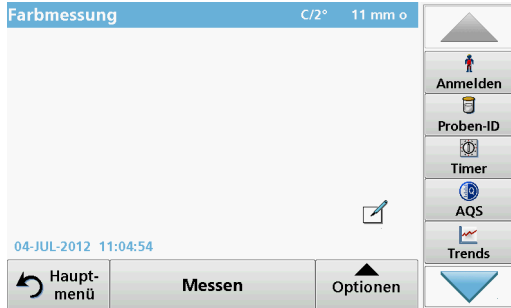 Farbmessung C/2° 11 mm o
Anmelden
Proben-ID
Timer
AQS
Trends
04-JUL-2012 11:04:54
Haupt-
menü
Messen
Optionen